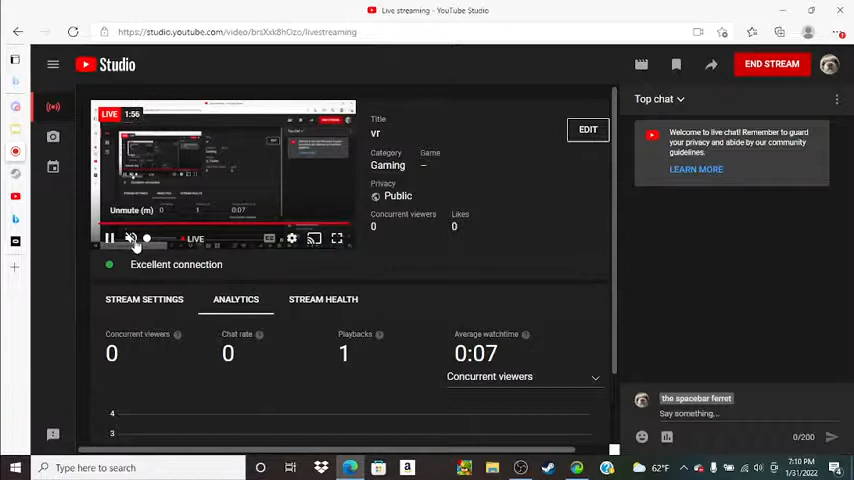 Live streaming - YouTube Studio
https://studio.youtube.com/video/brsXxk8hOzo/livestreaming
Studio
END STREAM
LIVE 1:56
Unmute (m)
LIVE
Title
vr
EDIT
Category
Game
Gaming
–
Privacy
Public
Concurrent viewers
Likes
0
0
Excellent connection
STREAM SETTINGS
ANALYTICS
STREAM HEALTH
Concurrent viewers
Chat rate
Playbacks
Average watchtime
0
0
1
0:07
Concurrent viewers
4
3
Top chat
Welcome to live chat! Remember to guard
your privacy and abide by our community
guidelines.
LEARN MORE
the spacebar ferret
Say something...
0/200
Type here to search
62°F
7:10 PM
1/31/2022
4